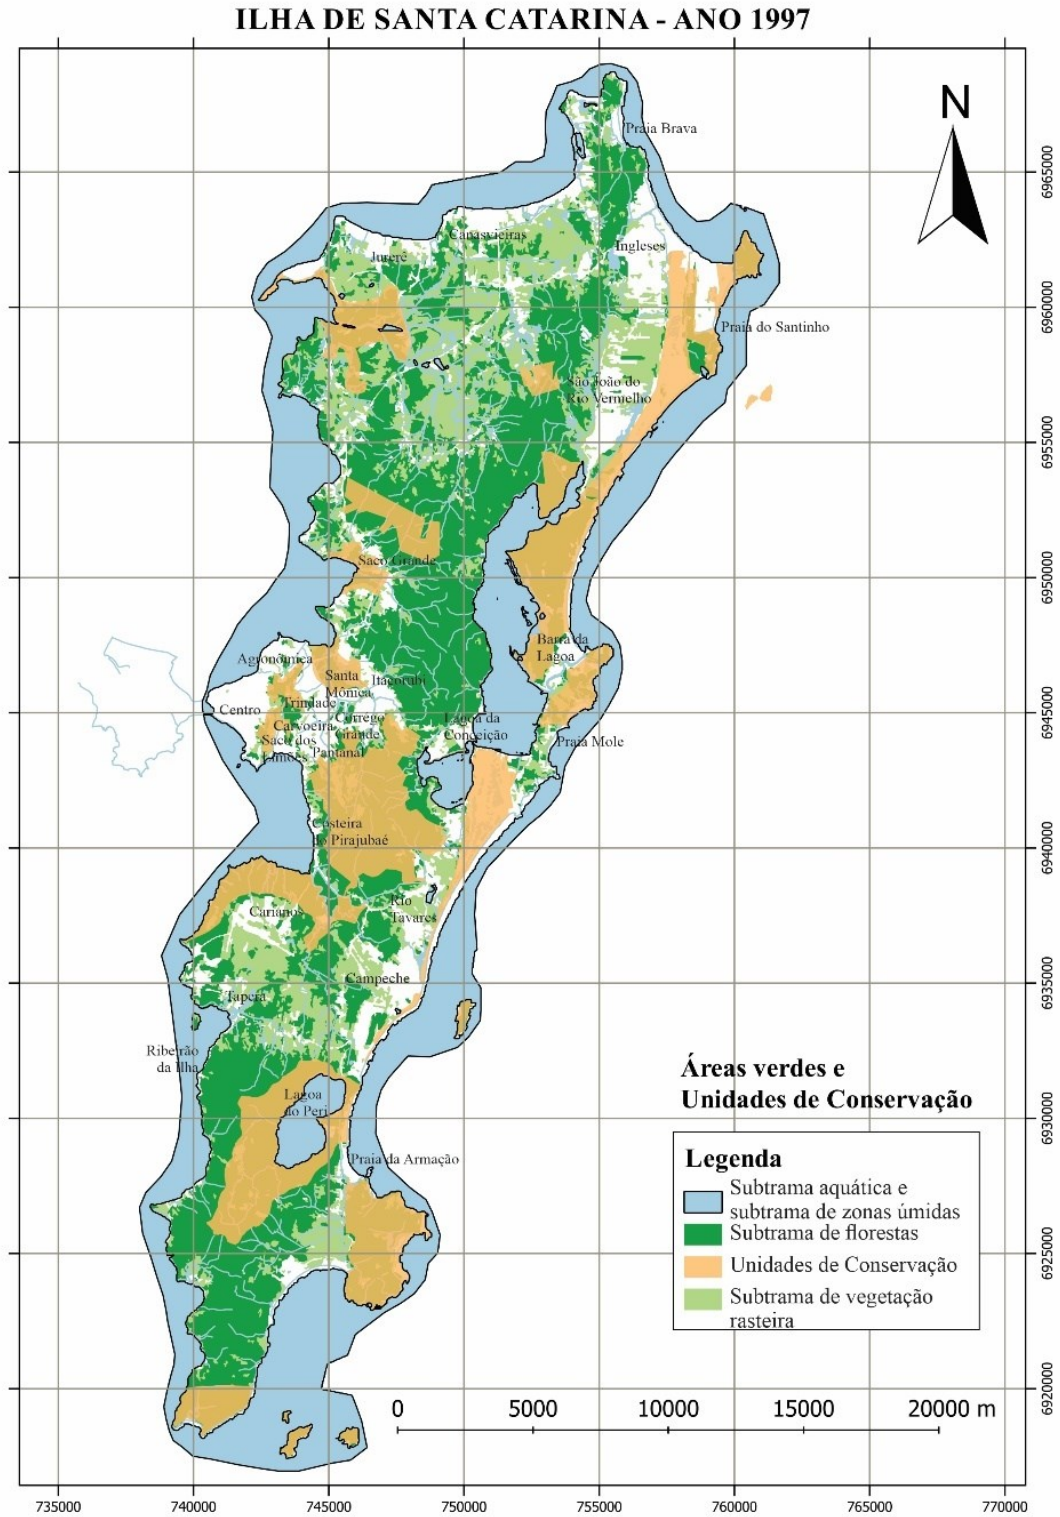 ILHA DE SANTA CATARINA - ANO 1997
N
Praia Brava
6965000
Canasvieiras
Ingleses
Jurerê
6960000
Praia do Santinho
São João do
Rio Vermelho
6955000
Saco Grande
6950000
Barra da
Lagoa
Agronômica
Santa
Mônica
Itacorubi
Centro
Trindade
6945000
Córrego
Grande
Lagoa da
Conceição
Carvoeira
Saco dos
Limões
Pantanal
Praia Mole
Costeira
do Pirajubaé
6940000
Rio
Tavares
Carianos
Campeche
6935000
Tapera
Ribeirão
da Ilha
Lagoa
do Peri
6930000
Praia da Armação
Áreas verdes e
Unidades de Conservação
Legenda
Subtrama aquática e
subtrama de zonas úmidas
Subtrama de florestas
Unidades de Conservação
Subtrama de vegetação
rasteira
6925000
6920000
0 5000 10000 15000 20000 m
735000 740000 745000 750000 755000 760000 765000 770000